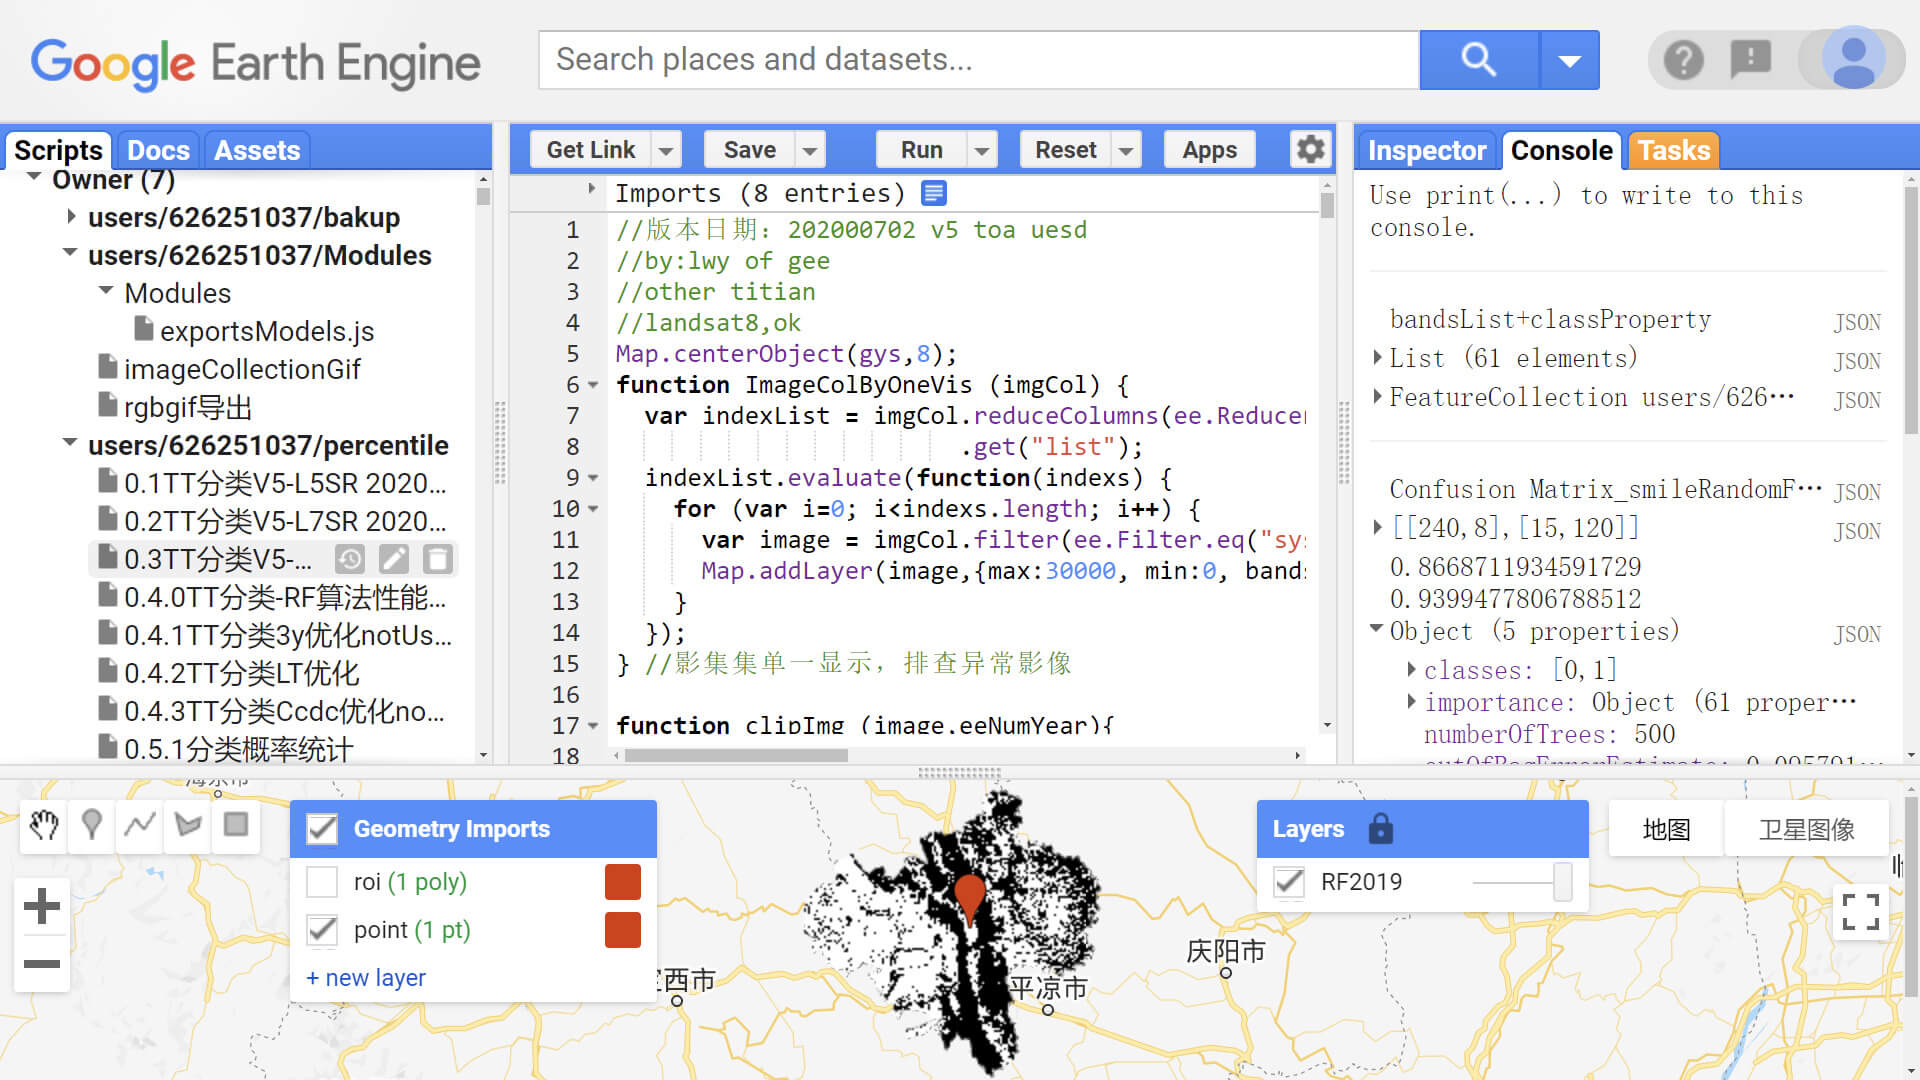 Google Earth Engine
Search places and datasets...
Scripts
Docs
Assets
Owner (7)
users/626251037/bakup
users/626251037/Modules
Modules
exportsModels.js
imageCollectionGif
rgbgif导出
users/626251037/percentile
0.1TT分类V5-L5SR 2020...
0.2TT分类V5-L7SR 2020...
0.3TT分类V5-...
0.4.0TT分类-RF算法性能...
0.4.1TT分类3y优化notUs...
0.4.2TT分类LT优化
0.4.3TT分类Ccdc优化no...
0.5.1分类概率统计
Get Link
Save
Run
Reset
Apps
Imports (8 entries)
1 //版本日期: 202000702 v5 toa uesd
2 //by:lwy of gee
3 //other titian
4 //landsat8,ok
5 Map.centerObject(gys,8);
6 function ImageColByOneVis (imgCol) {
7 var indexList = imgCol.reduceColumns(ee.Reducer
8 .get("list");
9 indexList.evaluate(function(indexs) {
10 for (var i=0; i<indexs.length; i++) {
11 var image = imgCol.filter(ee.Filter.eq("sys
12 Map.addLayer(image,{max:30000, min:0, bands
13 }
14 });
15 } //影集集单一显示, 排查异常影像
16
17 function clipImg (image,eeNumYear){
18
Inspector
Console
Tasks
Use print(...) to write to this
console.
bandsList+classProperty JSON
List (61 elements) JSON
FeatureCollection users/626··· JSON
Confusion Matrix_smileRandomF··· JSON
[[240,8],[15,120]] JSON
0.8668711934591729
0.9399477806788512
Object (5 properties) JSON
classes: [0,1]
importance: Object (61 proper···
numberOfTrees: 500
outOfBagErrorEstimate: 0.095791···
Geometry Imports
roi (1 poly)
point (1 pt)
+ new layer
Layers
RF2019
地图
卫星图像
西市
平凉市
庆阳市